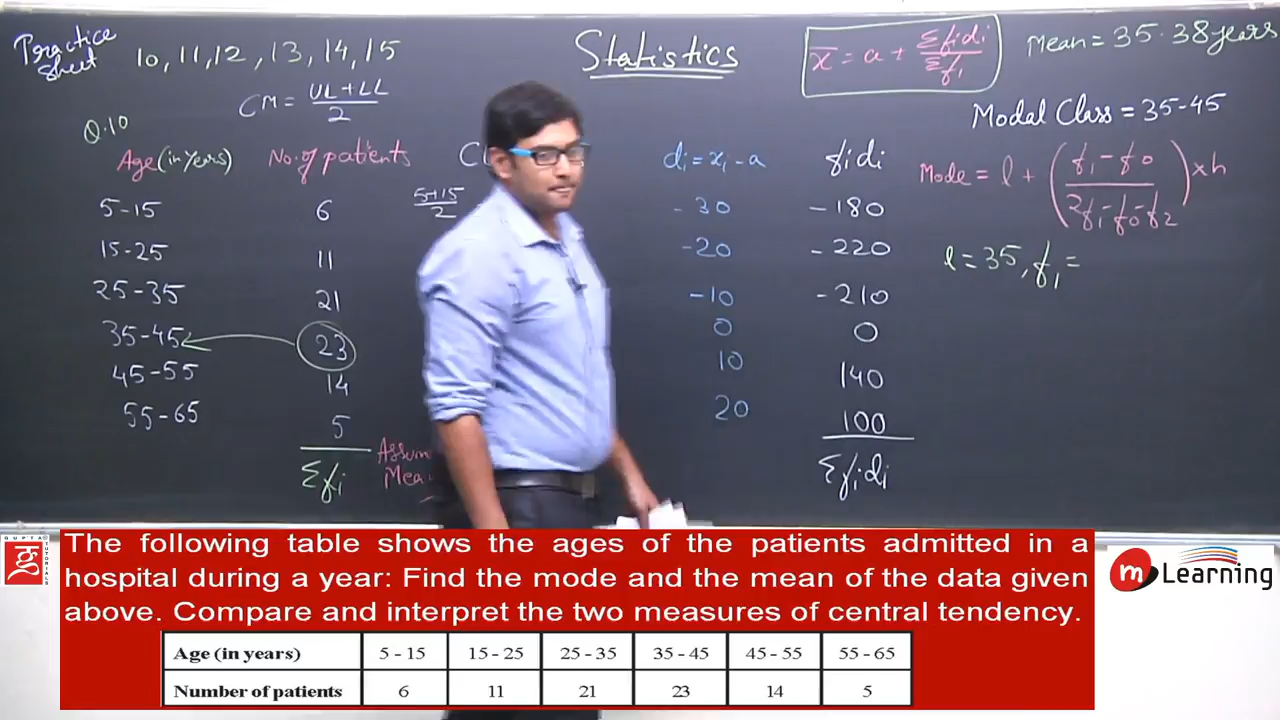 Practice Sheet
10, 11, 12, 13, 14, 15
Statistics
x̄ = a + Σfidi / Σfi
Mean = 35.38 years
CM = UL + LL / 2
Modal Class = 35-45
Q.10
Age (in years) No. of patients di = xi - a fidi
Mode = l + (f1 - f0 / 2f1 - f0 - f2) × h
5-15 6 5+15 / 2 -30 -180
15-25 11 -20 -220
l = 35, f1 =
25-35 21 -10 -210
35-45 23 0 0
45-55 14 10 140
55-65 5 20 100
Σfi Σfidi
The following table shows the ages of the patients admitted in a
hospital during a year: Find the mode and the mean of the data given
above. Compare and interpret the two measures of central tendency.
Age (in years) 5 - 15 15 - 25 25 - 35 35 - 45 45 - 55 55 - 65
Number of patients 6 11 21 23 14 5
GUPTA TUTORIALS
m Learning